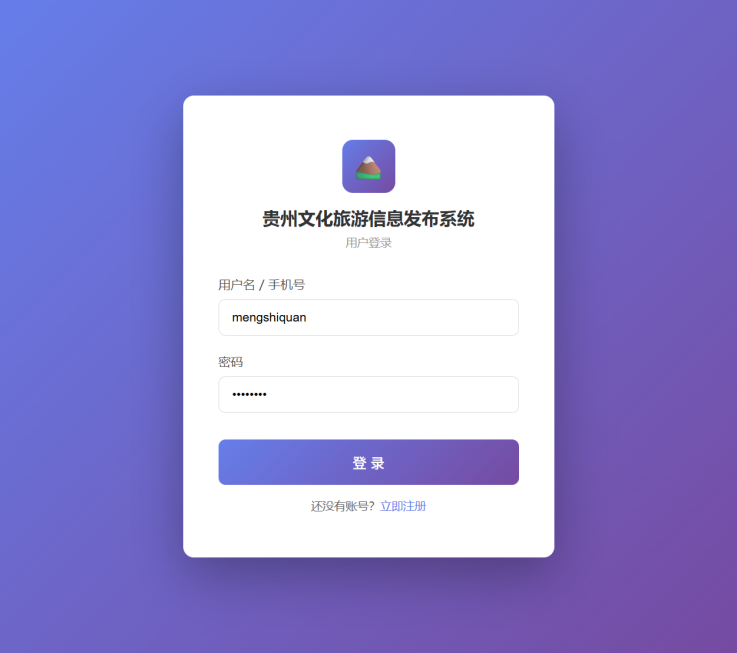 贵州文化旅游信息发布系统
用户登录
用户名 / 手机号
mengshiquan
密码
••••••••
登 录
还没有账号? 立即注册